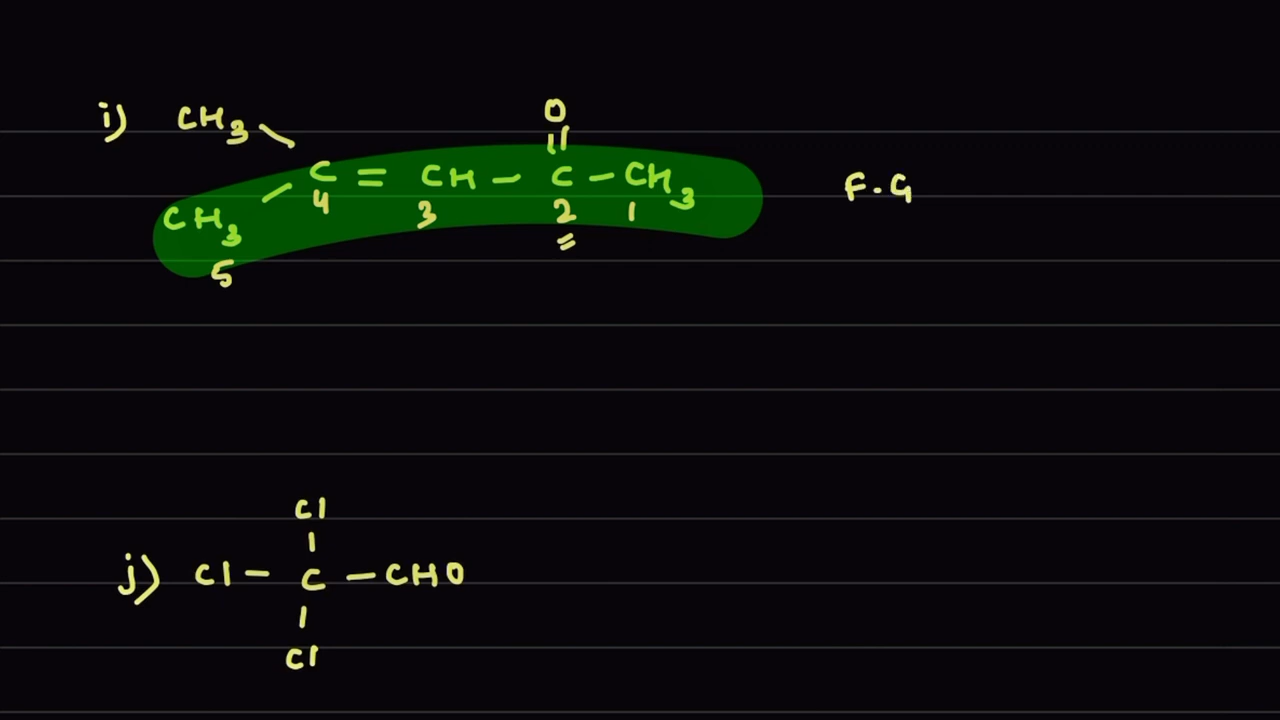 O
i) CH3
C = CH - C - CH3 F.G
CH3 4 3 2 1
5
Cl
j) Cl - C - CHO
Cl